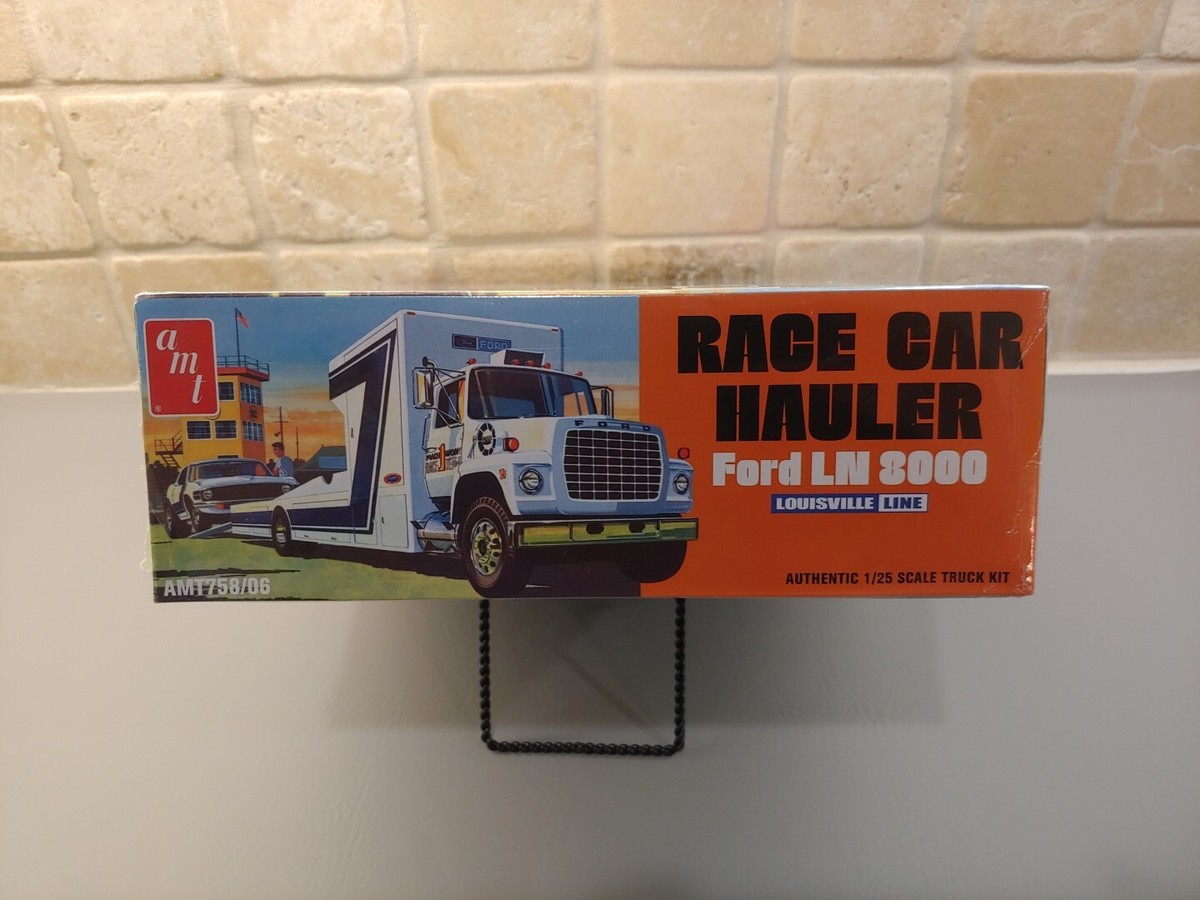 amt
®
FORD
RACE CAR
HAULER
Ford LN 8000
LOUISVILLE LINE
AUTHENTIC 1/25 SCALE TRUCK KIT
AMT758/06